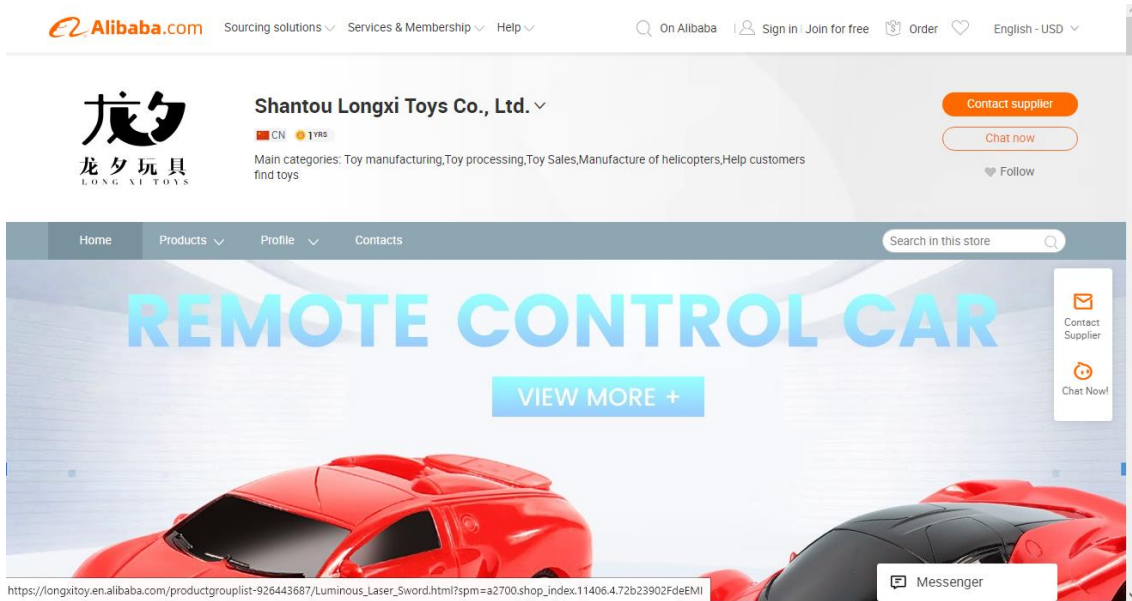 Alibaba.com Sourcing solutions Services & Membership Help On Alibaba Sign in Join for free Order English - USD
龙夕
龙夕玩具
LONG XI TOYS
Shantou Longxi Toys Co., Ltd.
CN 1 YRS
Main categories: Toy manufacturing,Toy processing,Toy Sales,Manufacture of helicopters,Help customers
find toys
Contact supplier
Chat now
Follow
Home Products Profile Contacts Search in this store
REMOTE CONTROL CAR
VIEW MORE +
Contact
Supplier
Chat Now!
Messenger
https://longxitoy.en.alibaba.com/productgrouplist-926443687/Luminous_Laser_Sword.html?spm=a2700.shop_index.11406.4.72b23902FdeEMI